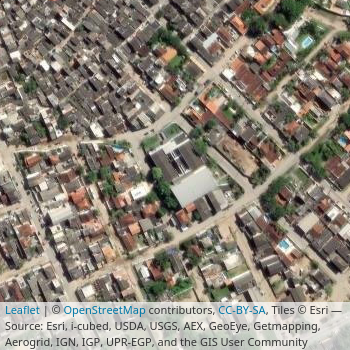 Leaflet | © OpenStreetMap contributors, CC-BY-SA, Tiles © Esri —
Source: Esri, i-cubed, USDA, USGS, AEX, GeoEye, Getmapping,
Aerogrid, IGN, IGP, UPR-EGP, and the GIS User Community